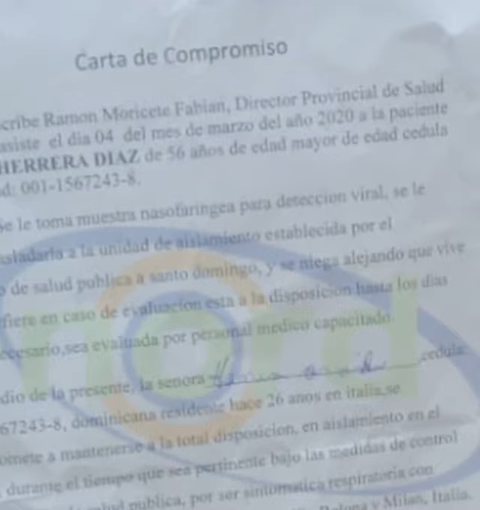 Carta de Compromiso
cribe Ramon Moricete Fabian, Director Provincial de Salud
asiste el dia 04 del mes de marzo del año 2020 a la paciente
HERRERA DIAZ de 56 años de edad mayor de edad cedula
d: 001-1567243-8.
Se le toma muestra nasofaringea para deteccion viral, se le
asladarla a la unidad de aislamiento establecida por el
o de salud publica a santo domingo, y se niega alejando que vive
fiere en caso de evaluacion esta a la disposicion hasta los dias
ecesario,sea evaluada por personal medico capacitado.
dio de la presente, la senora cedula:
67243-8, dominicana residente hace 26 anos en italia,se
omete a mantenerse a la total disposicion, en aislamiento en el
durante el tiempo que sea pertinente bajo las medidas de control
publica, por ser sintomatica respiratoria con
y Milan, Italia.
nord